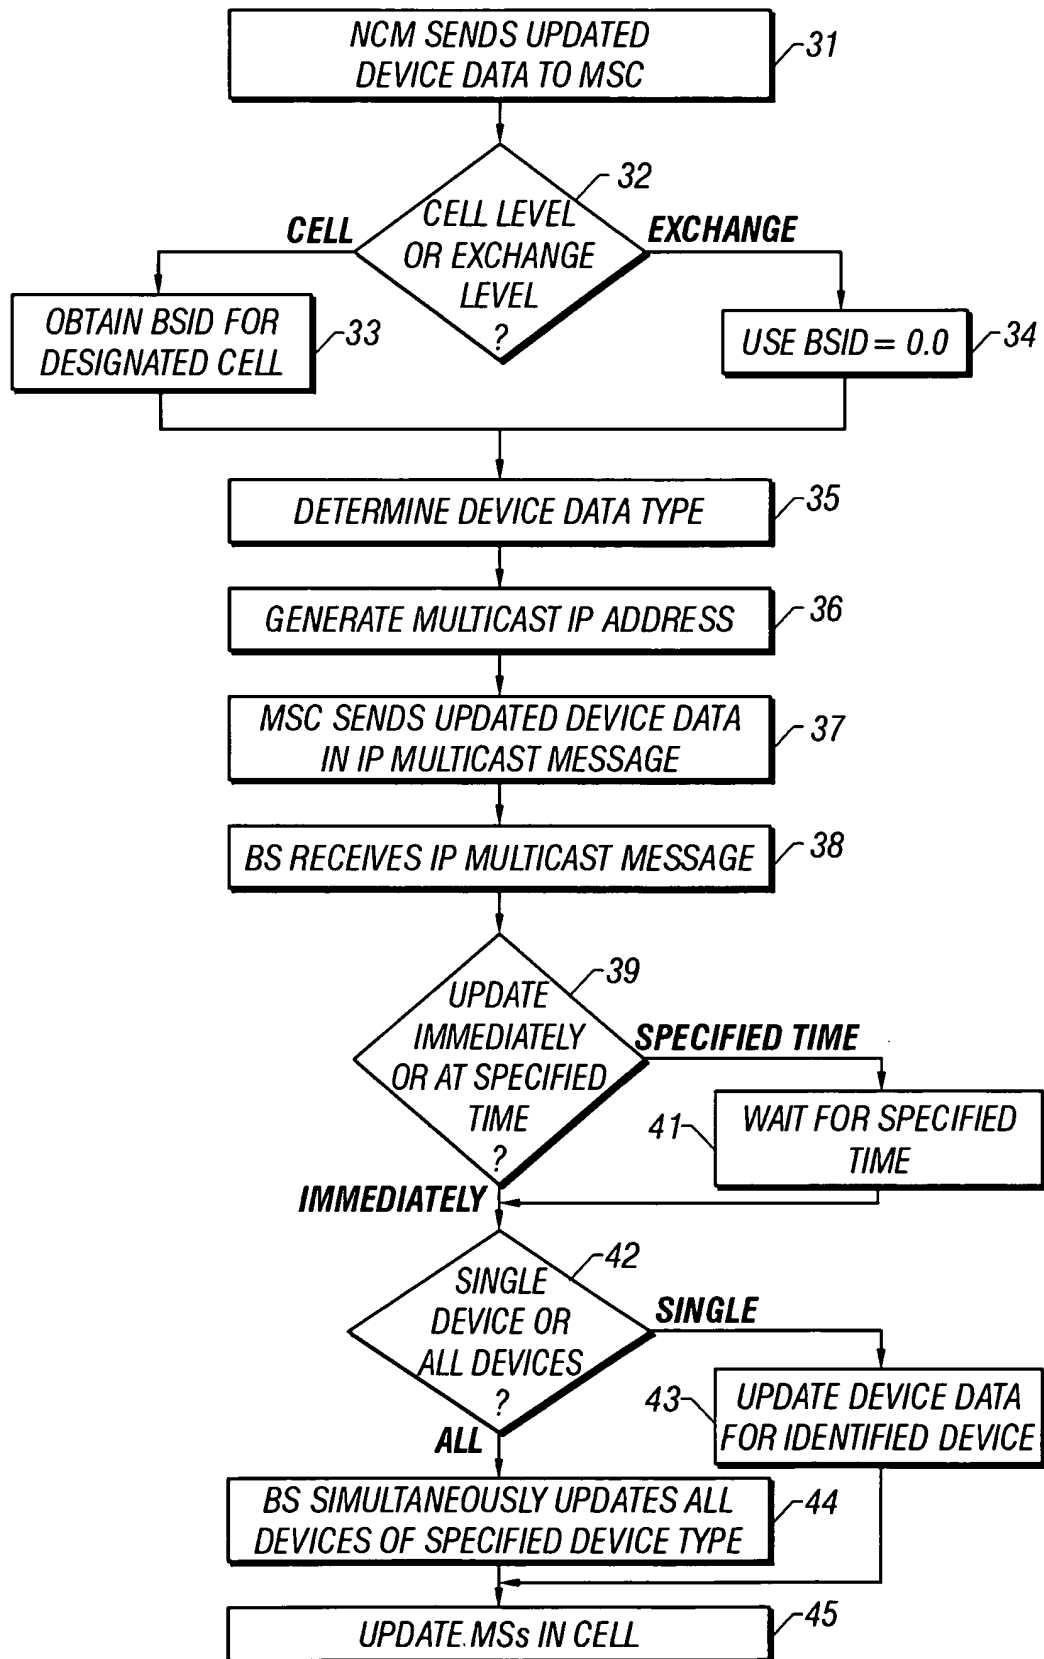 NCM SENDS UPDATED
DEVICE DATA TO MSC
31
32
CELL LEVEL
OR EXCHANGE
LEVEL
?
CELL
EXCHANGE
OBTAIN BSID FOR
DESIGNATED CELL
33
USE BSID = 0.0
34
DETERMINE DEVICE DATA TYPE
35
GENERATE MULTICAST IP ADDRESS
36
MSC SENDS UPDATED DEVICE DATA
IN IP MULTICAST MESSAGE
37
BS RECEIVES IP MULTICAST MESSAGE
38
39
UPDATE
IMMEDIATELY
OR AT SPECIFIED
TIME
?
SPECIFIED TIME
41
WAIT FOR SPECIFIED
TIME
IMMEDIATELY
42
SINGLE
DEVICE OR
ALL DEVICES
?
SINGLE
43
UPDATE DEVICE DATA
FOR IDENTIFIED DEVICE
ALL
BS SIMULTANEOUSLY UPDATES ALL
DEVICES OF SPECIFIED DEVICE TYPE
44
UPDATE MSs IN CELL
45